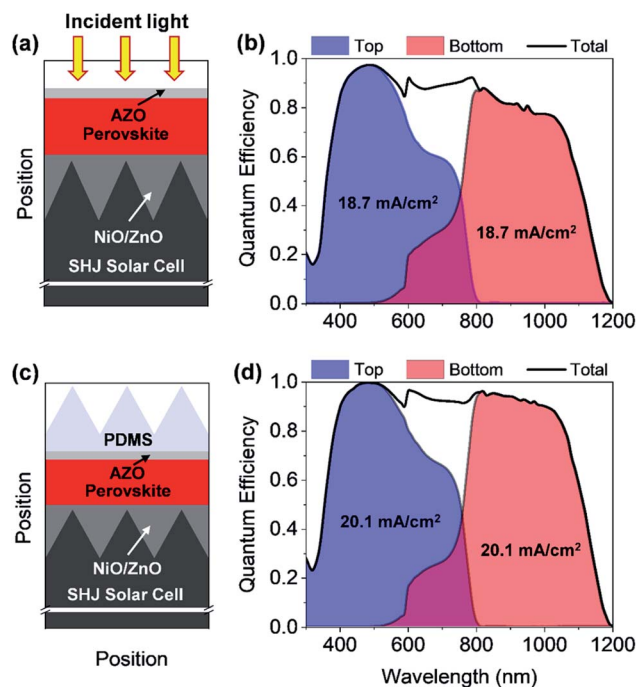 (a)
Incident light
AZO
Perovskite
NiO/ZnO
SHJ Solar Cell
Position
(b)
Top Bottom Total
1.0
0.8
0.6
0.4
0.2
0.0
Quantum Efficiency
18.7 mA/cm²
18.7 mA/cm²
400 600 800 1000 1200
(c)
PDMS
AZO
Perovskite
NiO/ZnO
SHJ Solar Cell
Position
Position
(d)
Top Bottom Total
1.0
0.8
0.6
0.4
0.2
0.0
Quantum Efficiency
20.1 mA/cm²
20.1 mA/cm²
400 600 800 1000 1200
Wavelength (nm)